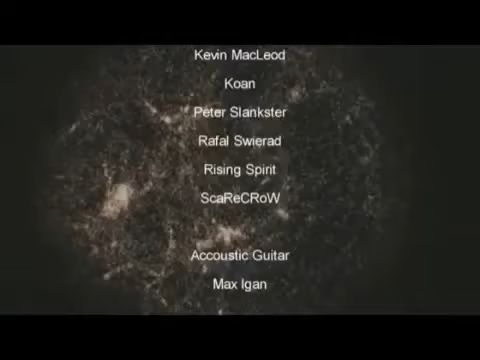 Kevin MacLeod
Koan
Peter Slankster
Rafal Swierad
Rising Spirit
ScaReCRoW
Accoustic Guitar
Max Igan